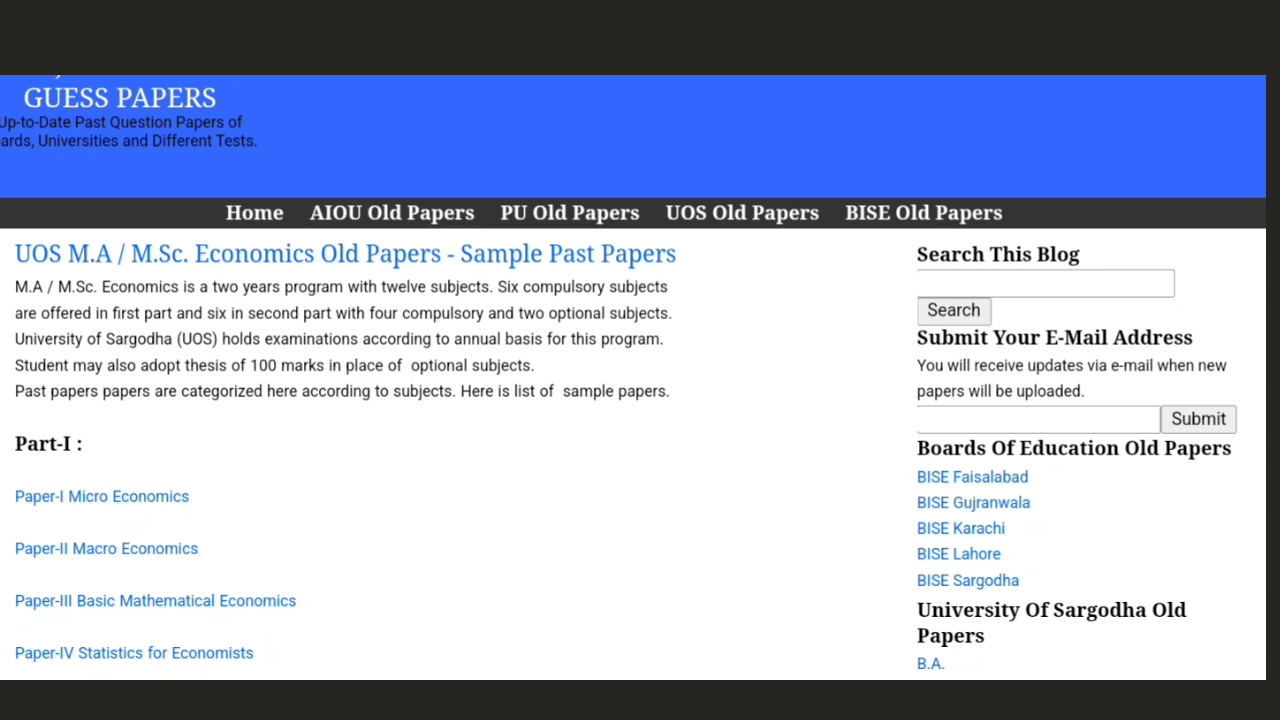 GUESS PAPERS
Up-to-Date Past Question Papers of
ards, Universities and Different Tests.
Home AIOU Old Papers PU Old Papers UOS Old Papers BISE Old Papers
UOS M.A / M.Sc. Economics Old Papers - Sample Past Papers
M.A / M.Sc. Economics is a two years program with twelve subjects. Six compulsory subjects
are offered in first part and six in second part with four compulsory and two optional subjects.
University of Sargodha (UOS) holds examinations according to annual basis for this program.
Student may also adopt thesis of 100 marks in place of optional subjects.
Past papers papers are categorized here according to subjects. Here is list of sample papers.
Part-I :
Paper-I Micro Economics
Paper-II Macro Economics
Paper-III Basic Mathematical Economics
Paper-IV Statistics for Economists
Search This Blog
Search
Submit Your E-Mail Address
You will receive updates via e-mail when new
papers will be uploaded.
Submit
Boards Of Education Old Papers
BISE Faisalabad
BISE Gujranwala
BISE Karachi
BISE Lahore
BISE Sargodha
University Of Sargodha Old
Papers
B.A.